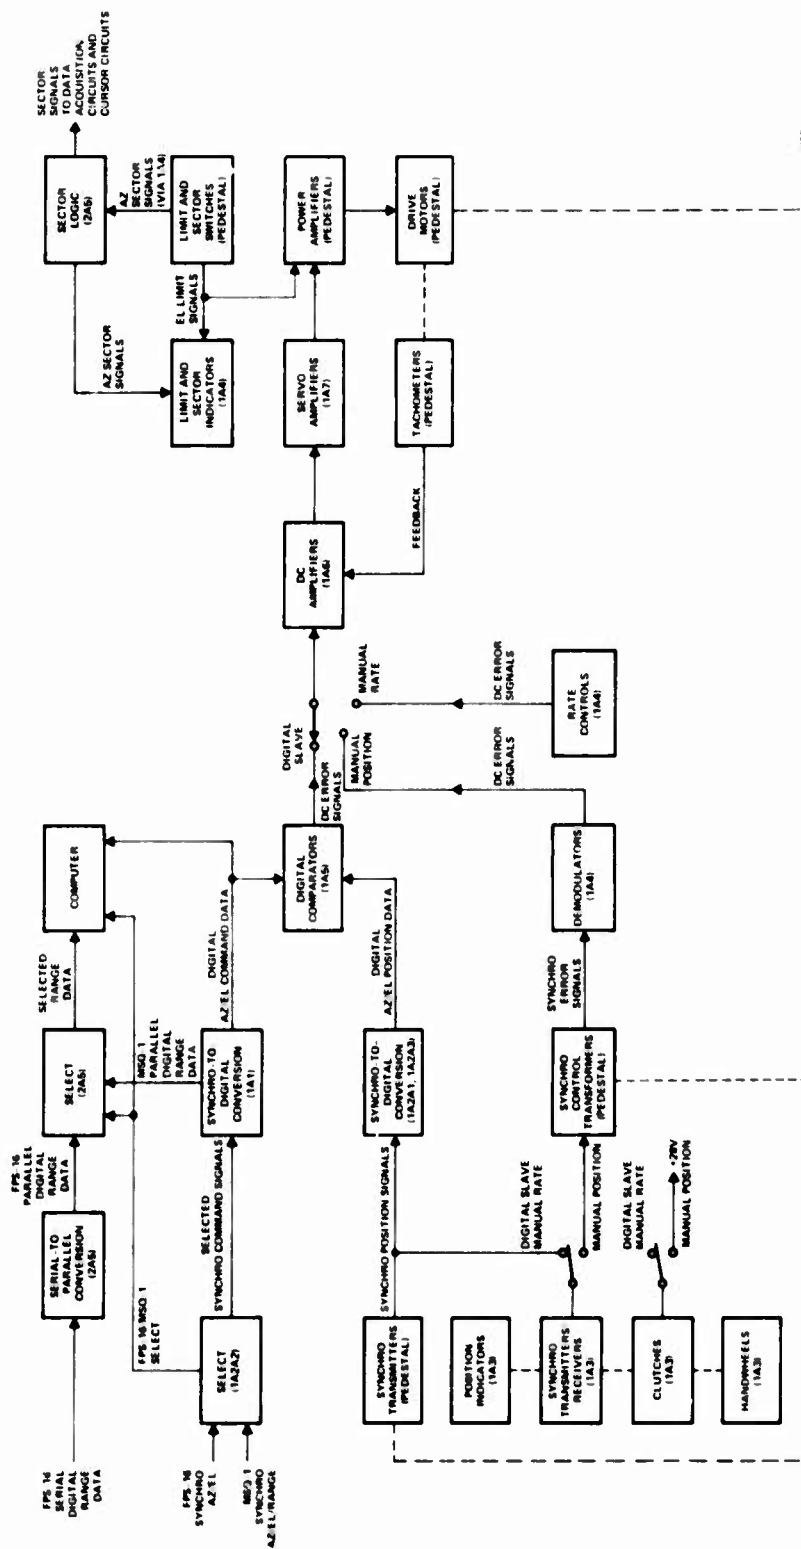 FPS 16
SERIAL
DIGITAL
RANGE
DATA
SERIAL-TO
PARALLEL
CONVERSION
(2A5)
FPS 16
PARALLEL
DIGITAL
RANGE
DATA
SELECT
(2A5)
SELECTED
RANGE
DATA
COMPUTER
AZ SECTOR
SIGNALS
SECTOR
LOGIC
(2A5)
SECTOR
SIGNALS
TO DATA
ACQUISITION
CIRCUITS AND
CURSOR CIRCUITS
FPS 16/MSQ 1
SELECT
MSQ 1
PARALLEL
DIGITAL
RANGE
DATA
AZ
SECTOR
SIGNALS
(VIA 1A4)
FPS 16
SYNCHRO
AZ/EL
MSQ 1
SYNCHRO
AZ/EL/RANGE
SELECT
(1A2A2)
SELECTED
SYNCHRO COMMAND SIGNALS
SYNCHRO-TO
DIGITAL
CONVERSION
(1A1)
DIGITAL
AZ/EL COMMAND DATA
LIMIT AND
SECTOR
INDICATORS
(1A4)
EL LIMIT
SIGNALS
LIMIT AND
SECTOR
SWITCHES
(PEDESTAL)
DIGITAL
COMPARATORS
(1A5)
DC ERROR
SIGNALS
DIGITAL
SLAVE
MANUAL
POSITION
MANUAL
RATE
DC
AMPLIFIERS
(1A6)
SERVO
AMPLIFIERS
(1A7)
POWER
AMPLIFIERS
(PEDESTAL)
SYNCHRO
TRANSMITTERS
(PEDESTAL)
SYNCHRO POSITION SIGNALS
SYNCHRO-TO-
DIGITAL
CONVERSION
(1A2A1, 1A2A3)
DIGITAL
AZ/EL POSITION DATA
FEEDBACK
TACHOMETERS
(PEDESTAL)
DRIVE
MOTORS
(PEDESTAL)
POSITION
INDICATORS
(1A3)
SYNCHRO
TRANSMITTERS
RECEIVERS
(1A3)
DIGITAL SLAVE
MANUAL RATE
MANUAL POSITION
SYNCHRO
CONTROL
TRANSFORMERS
(PEDESTAL)
SYNCHRO
ERROR
SIGNALS
DEMODULATORS
(1A4)
DC ERROR
SIGNALS
DC ERROR
SIGNALS
RATE
CONTROLS
(1A4)
CLUTCHES
(1A3)
DIGITAL SLAVE
MANUAL RATE
+28V
MANUAL POSITION
HANDWHEELS
(1A3)